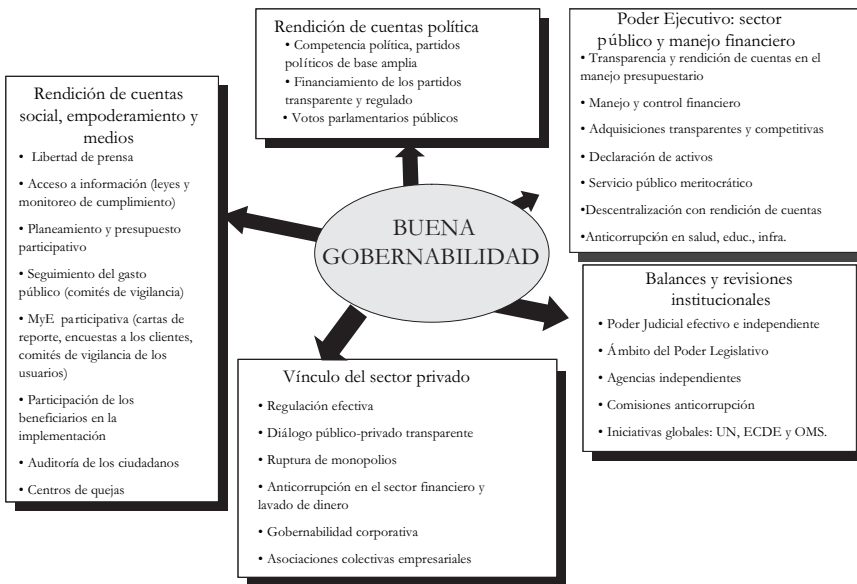 Rendición de cuentas política
• Competencia política, partidos
políticos de base amplia
• Financiamiento de los partidos
transparente y regulado
• Votos parlamentarios públicos
Poder Ejecutivo: sector
público y manejo financiero
• Transparencia y rendición de cuentas en el
manejo presupuestario
• Manejo y control financiero
• Adquisiciones transparentes y competitivas
• Declaración de activos
• Servicio público meritocrático
•Descentralización con rendición de cuentas
•Anticorrupción en salud, educ., infra.
Rendición de cuentas
social, empoderamiento y
medios
• Libertad de prensa
• Acceso a información (leyes y
monitoreo de cumplimiento)
• Planeamiento y presupuesto
participativo
• Seguimiento del gasto
público (comités de vigilancia)
• MyE participativa (cartas de
reporte, encuestas a los clientes,
comités de vigilancia de los
usuarios)
• Participación de los
beneficiarios en la
implementación
• Auditoría de los ciudadanos
• Centros de quejas
BUENA
GOBERNABILIDAD
Balances y revisiones
institucionales
• Poder Judicial efectivo e independiente
• Ámbito del Poder Legislativo
• Agencias independientes
• Comisiones anticorrupción
• Iniciativas globales: UN, ECDE y OMS.
Vínculo del sector privado
• Regulación efectiva
• Diálogo público-privado transparente
• Ruptura de monopolios
• Anticorrupción en el sector financiero y
lavado de dinero
• Gobernabilidad corporativa
• Asociaciones colectivas empresariales